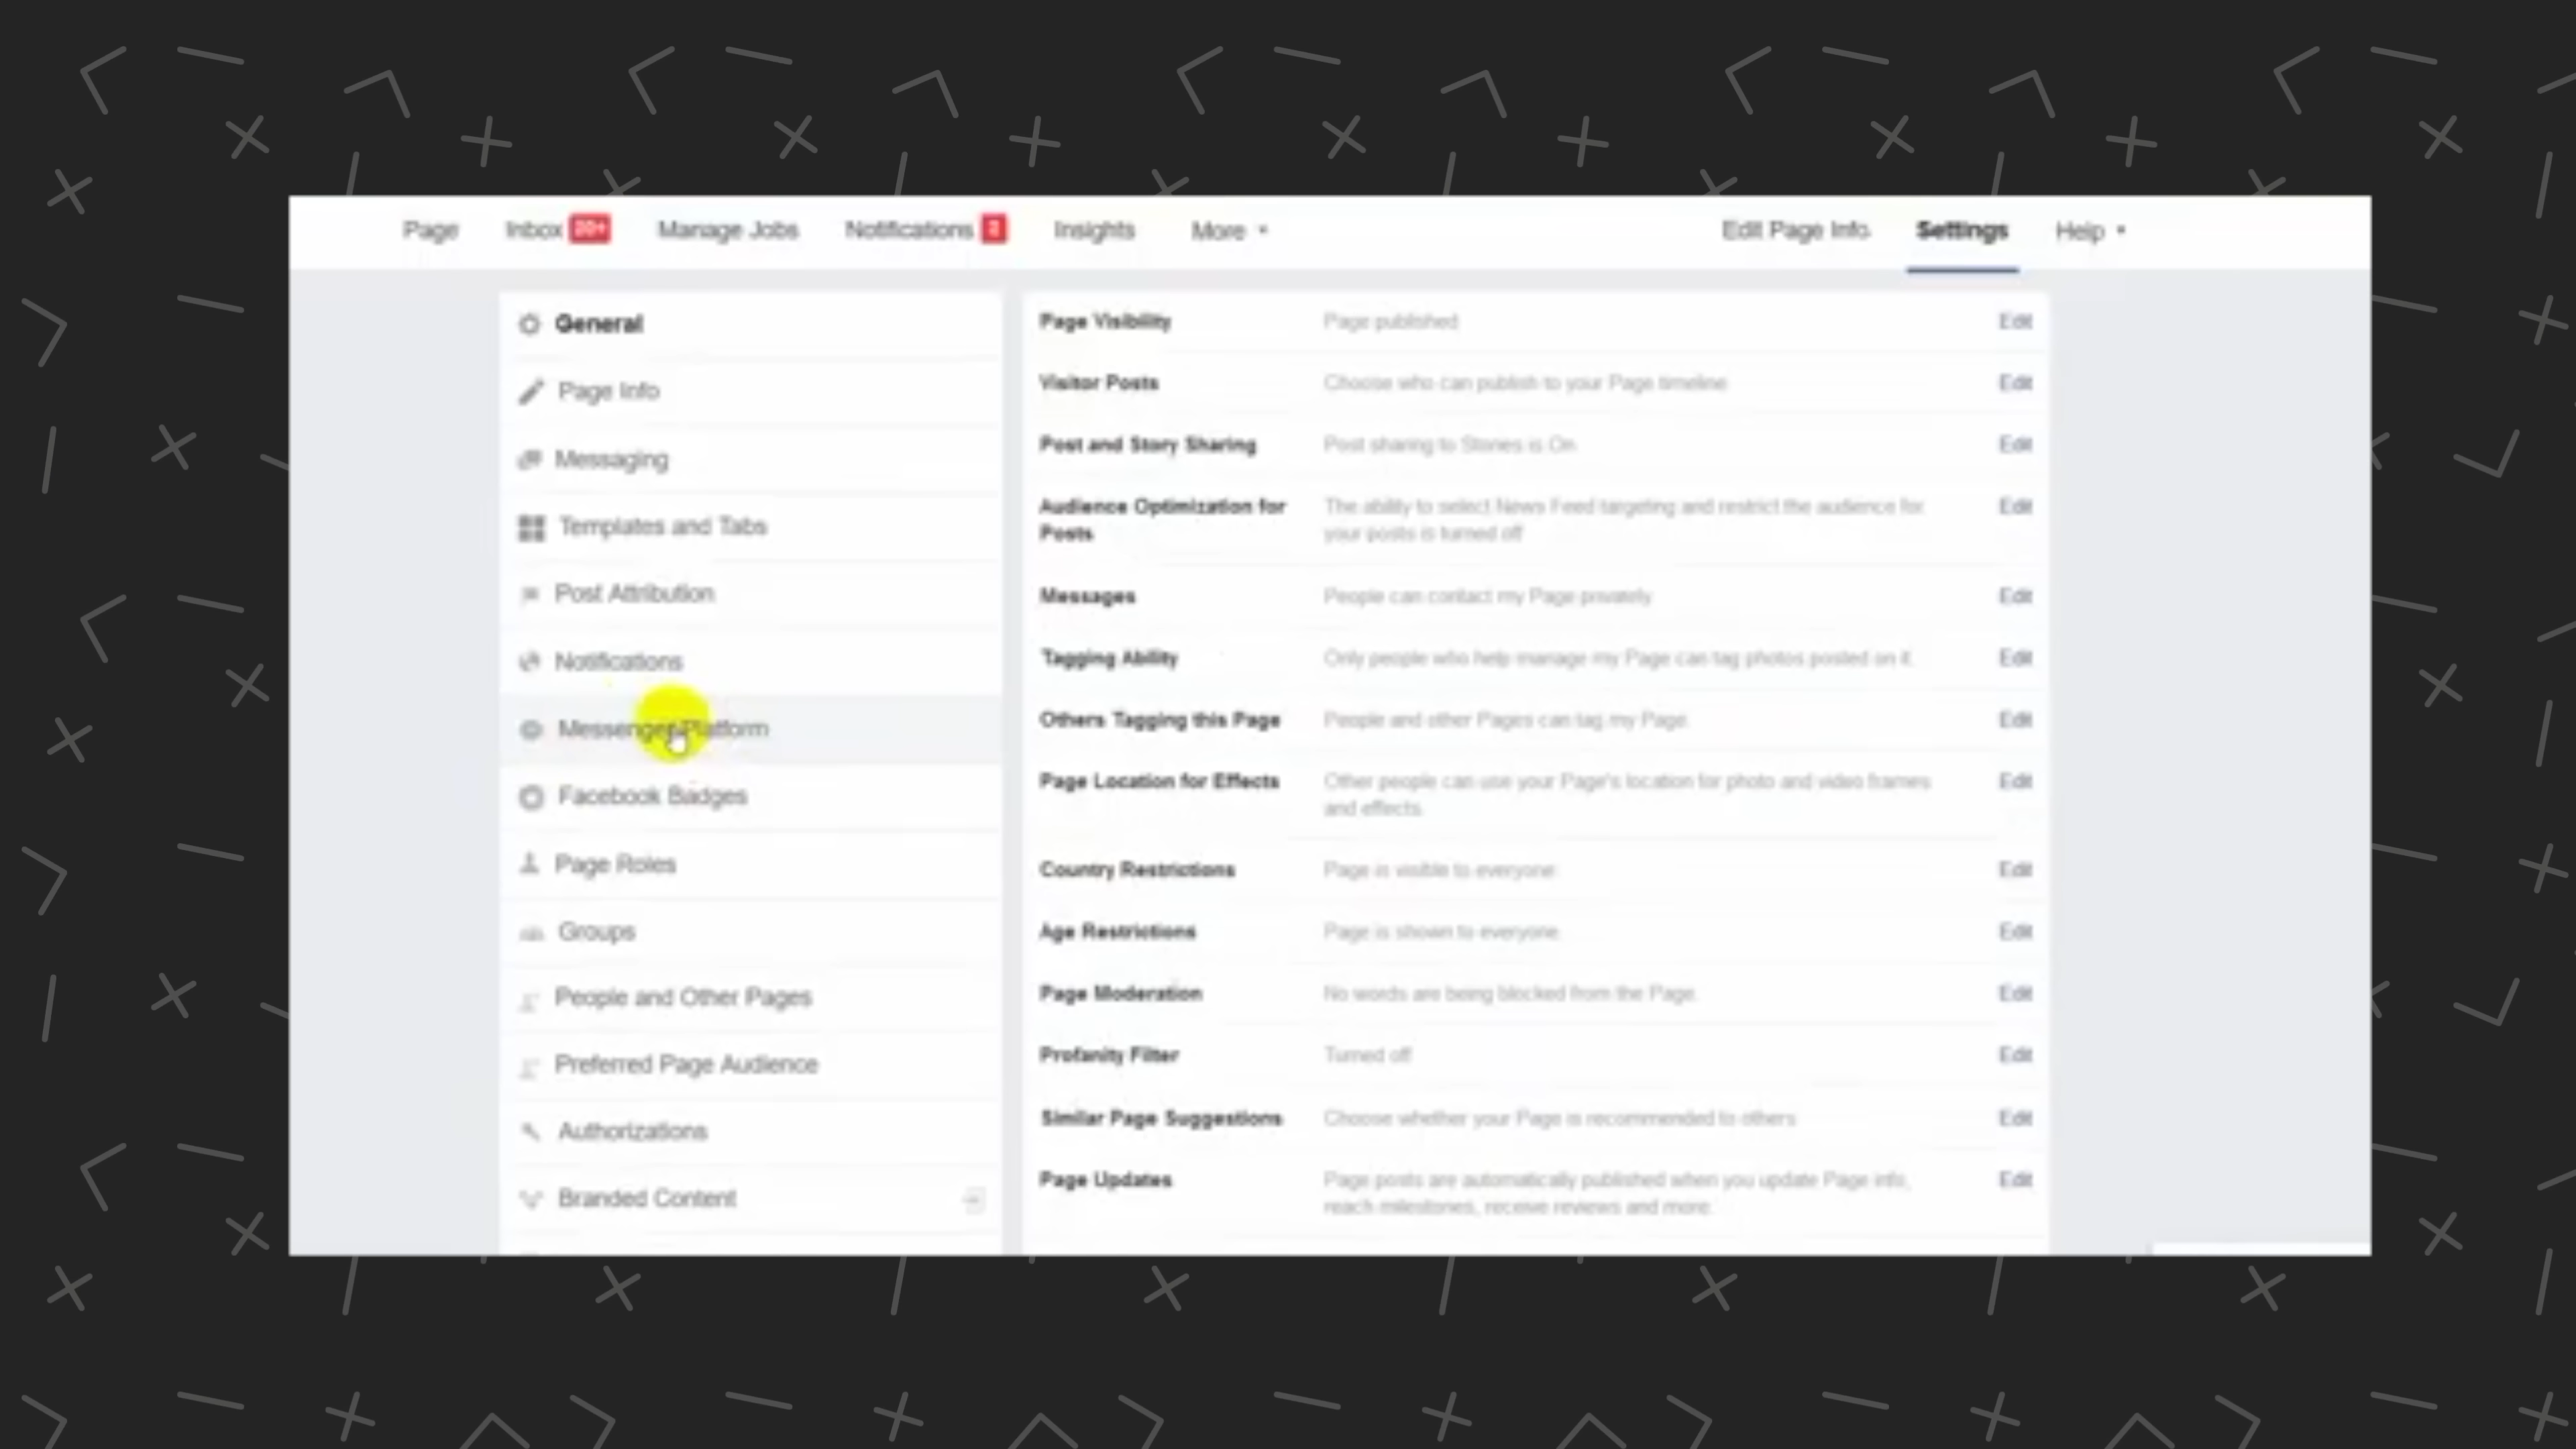 Page Inbox 20+ Manage Jobs Notifications 2 Insights More Edit Page Info Settings Help
General
Page Info
Messaging
Templates and Tabs
Post Attribution
Notifications
Messenger Platform
Facebook Badges
Page Roles
Groups
People and Other Pages
Preferred Page Audience
Authorizations
Branded Content
Page Visibility Page published Edit
Visitor Posts Choose who can publish to your Page timeline Edit
Post and Story Sharing Post sharing to Stories is On Edit
Audience Optimization for The ability to select News Feed targeting and restrict the audience for Edit
Posts your posts is turned off
Messages People can contact my Page privately. Edit
Tagging Ability Only people who help manage my Page can tag photos posted on it. Edit
Others Tagging this Page People and other Pages can tag my Page. Edit
Page Location for Effects Other people can use your Page's location for photo and video frames Edit
and effects.
Country Restrictions Page is visible to everyone. Edit
Age Restrictions Page is shown to everyone. Edit
Page Moderation No words are being blocked from the Page. Edit
Profanity Filter Turned off Edit
Similar Page Suggestions Choose whether your Page is recommended to others Edit
Page Updates Page posts are automatically published when you update Page info, Edit
reach milestones, receive reviews and more.